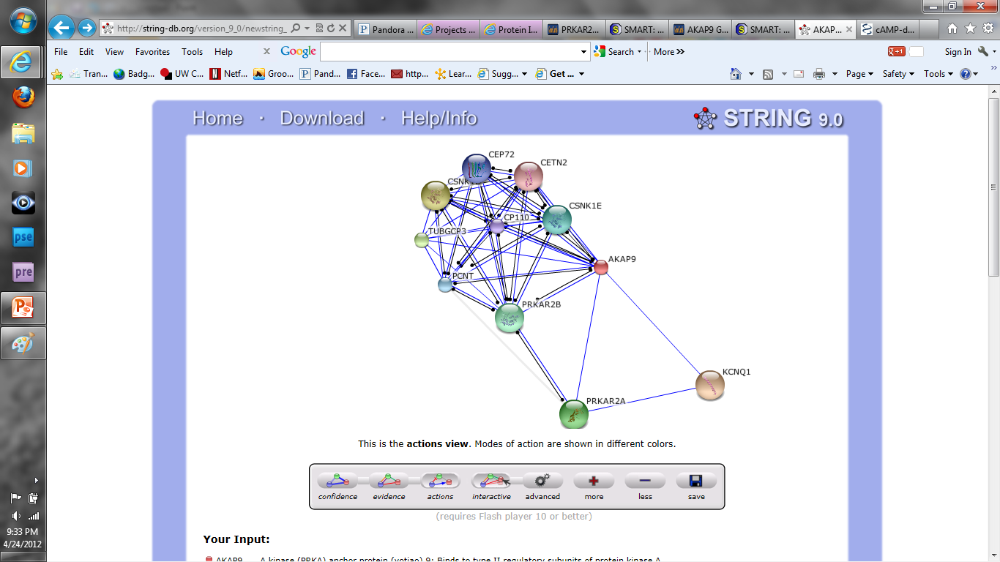 http://string-db.org/version_9_0/newstring_
Pandora ...
Projects ...
Protein I...
PRKAR2...
SMART: ...
AKAP9 G...
SMART: ...
AKAP...
cAMP-d...
File Edit View Favorites Tools Help
x Google Search More »
+1 Sign In
Tran... Badg... UW C... Netf... Groo... Pand... Face... http... Lear... Sugg... Get ...
Page Safety Tools
Home · Download · Help/Info
STRING 9.0
CEP72
CETN2
CSNK1
CSNK1E
CP110
TUBGCP3
AKAP9
PCNT
PRKAR2B
KCNQ1
PRKAR2A
This is the actions view. Modes of action are shown in different colors.
confidence evidence actions interactive advanced more less save
(requires Flash player 10 or better)
Your Input:
AKAP9 A kinase (PRKA) anchor protein (yotiao) 9; Binds to type II regulatory subunits of protein kinase A
pse
pre
9:33 PM
4/24/2012